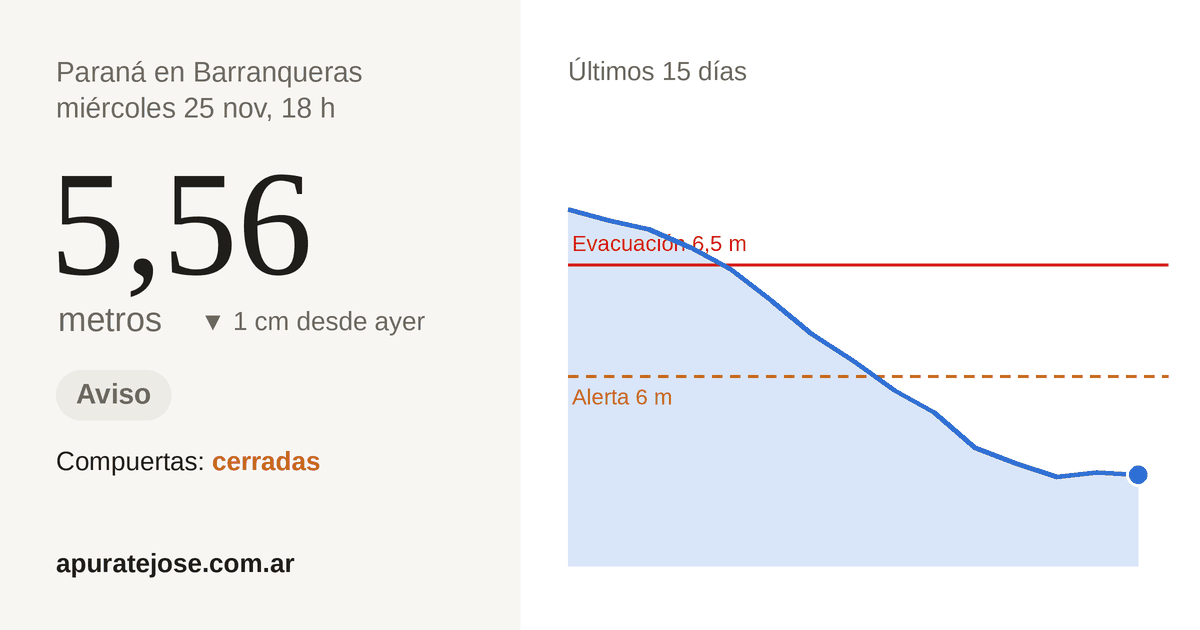 Paraná en Barranqueras
miércoles 25 nov, 18 h
5,56
metros ▼ 1 cm desde ayer
Aviso
Compuertas: cerradas
apuratejose.com.ar
Últimos 15 días
Evacuación 6,5 m
Alerta 6 m